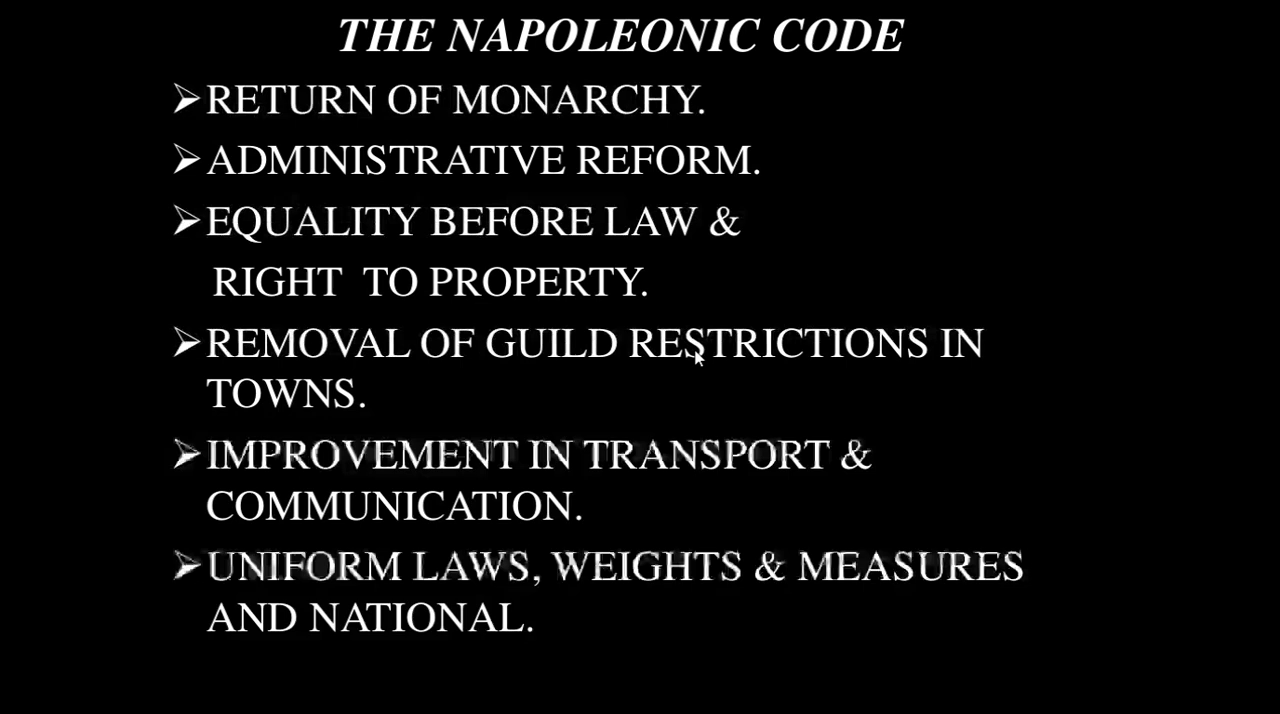 THE NAPOLEONIC CODE
➢RETURN OF MONARCHY.
➢ADMINISTRATIVE REFORM.
➢EQUALITY BEFORE LAW &
RIGHT TO PROPERTY.
➢REMOVAL OF GUILD RESTRICTIONS IN
TOWNS.
➢IMPROVEMENT IN TRANSPORT &
COMMUNICATION.
➢UNIFORM LAWS, WEIGHTS & MEASURES
AND NATIONAL.